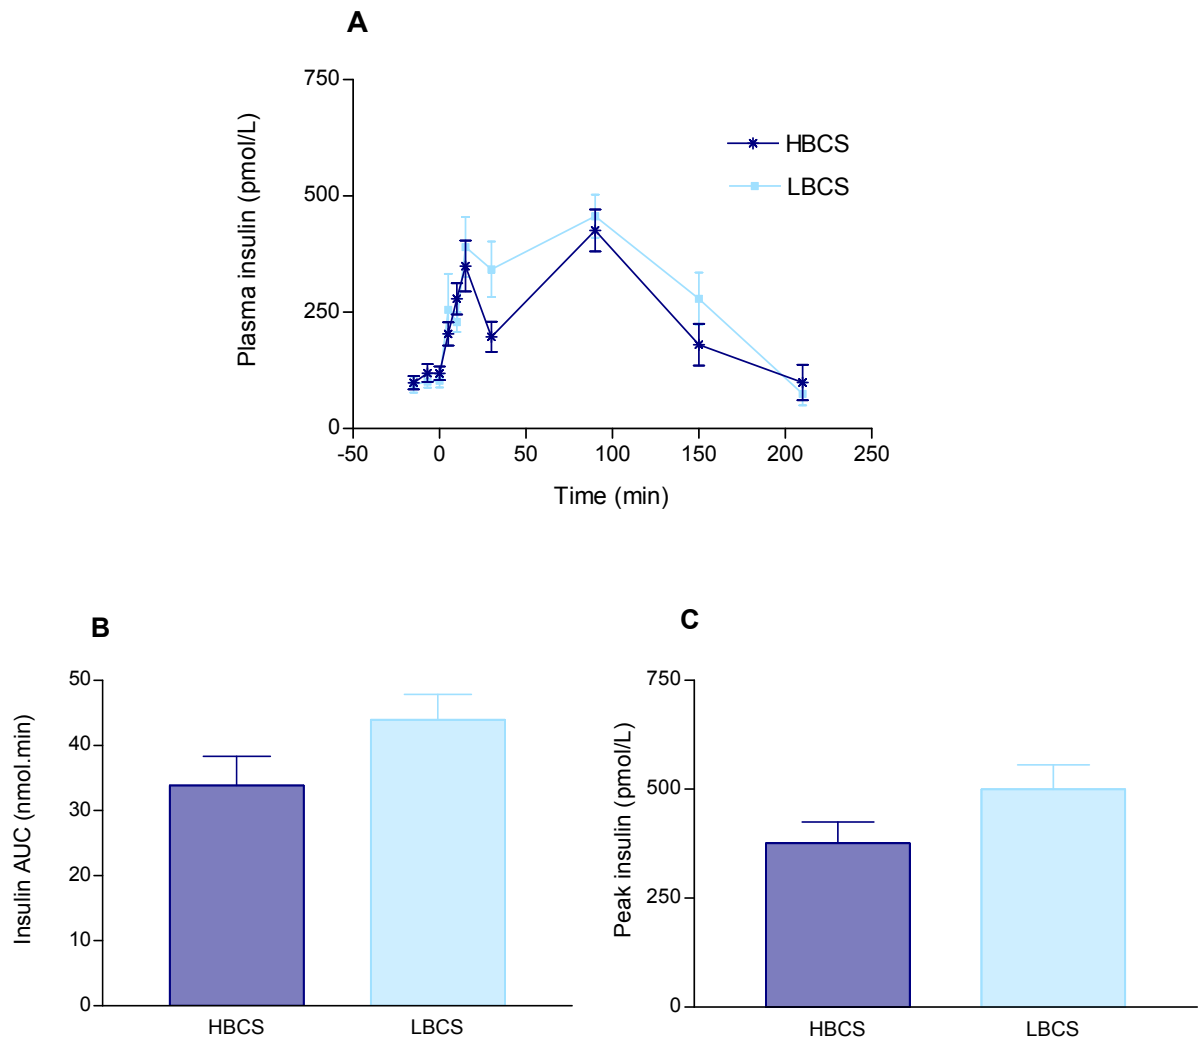 A
Plasma insulin (pmol/L)
750
500
250
0
-50 0 50 100 150 200 250
Time (min)
HBCS
LBCS
B
Insulin AUC (nmol.min)
50
40
30
20
10
0
HBCS LBCS
C
Peak insulin (pmol/L)
750
500
250
0
HBCS LBCS